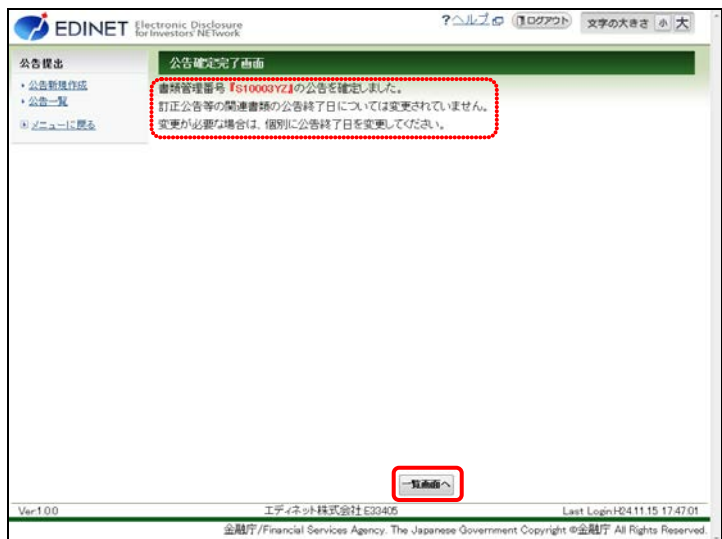 EDINET Electronic Disclosure for Investors' NETwork
?ヘルプ ログアウト 文字の大きさ 小 大
公告提出
・公告新規作成
・公告一覧
メニューに戻る
公告確定完了画面
書類管理番号『S10003YZ』の公告を確定しました。
訂正公告等の関連書類の公告終了日については変更されていません。
変更が必要な場合は、個別に公告終了日を変更してください。
一覧画面へ
Ver.1.0.0 エディネット株式会社 E33405 Last Login:H24.11.15 17:47:01
金融庁/Financial Services Agency. The Japanese Government Copyright ©金融庁 All Rights Reserved.